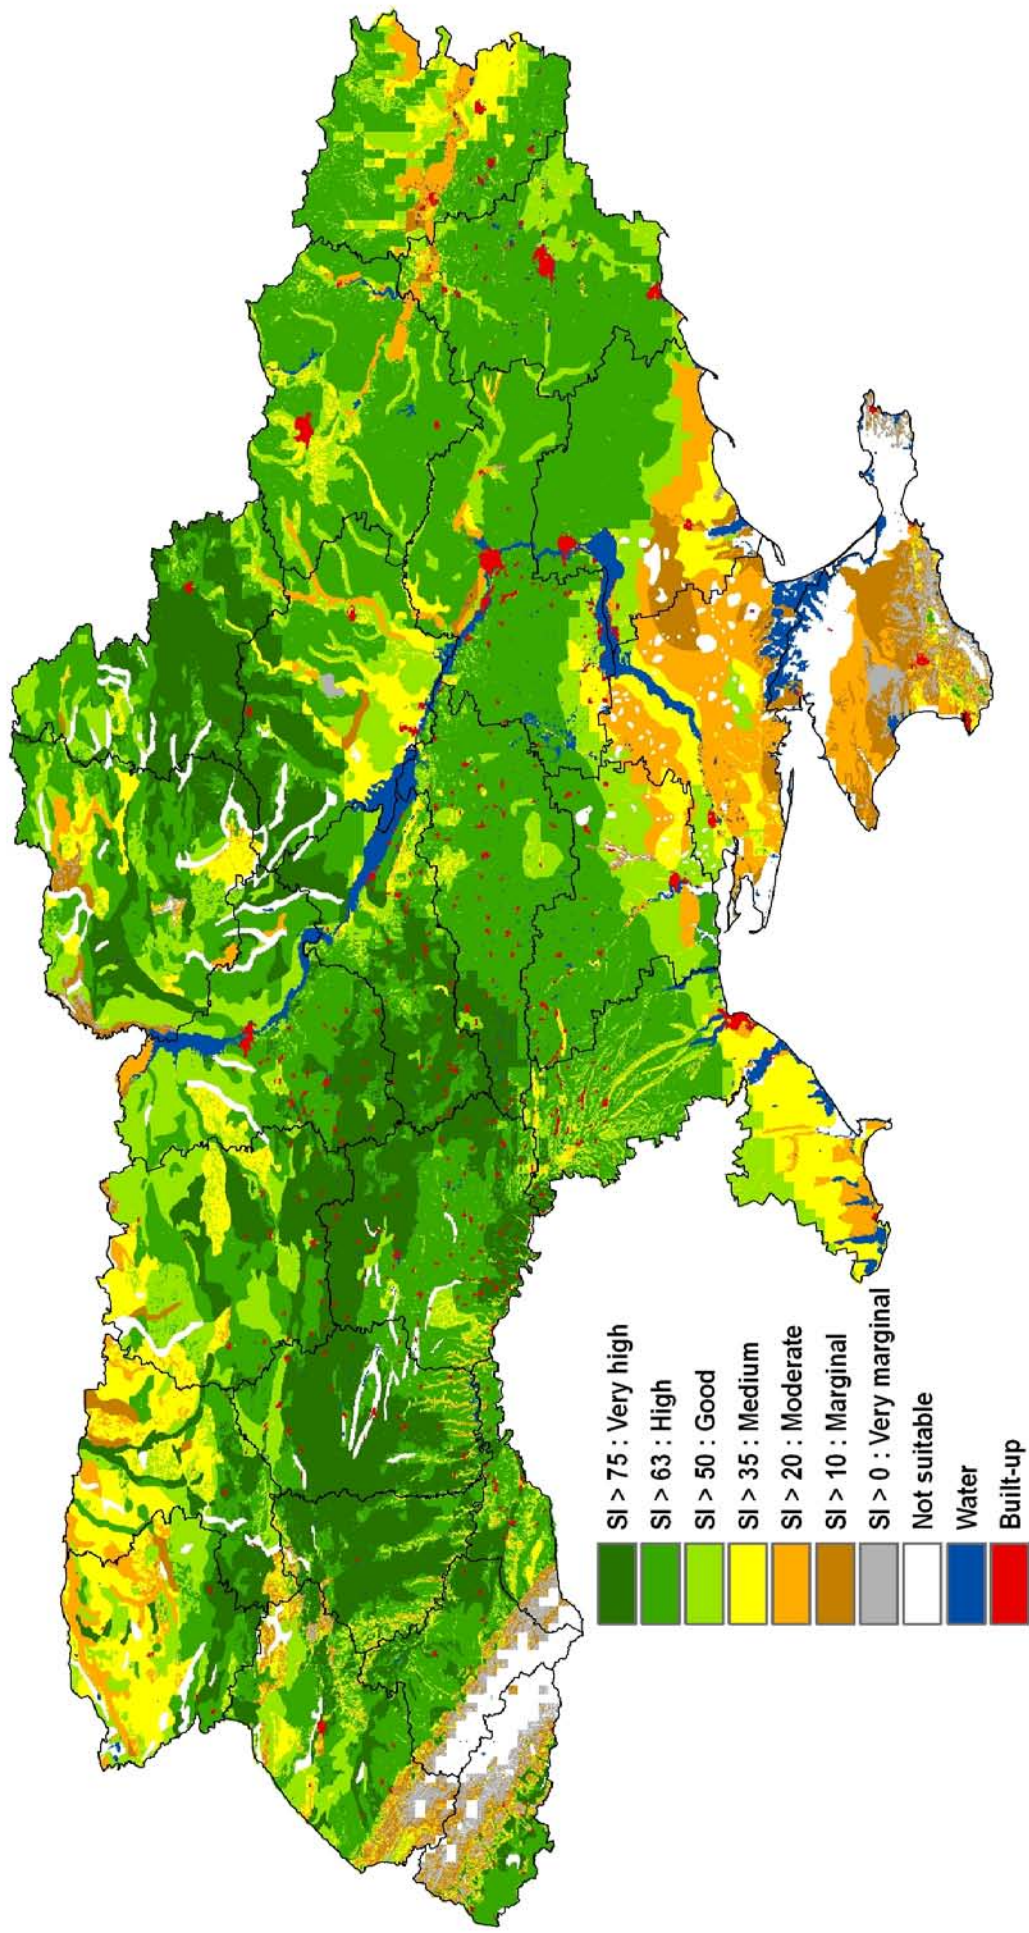 SI > 75 : Very high
SI > 63 : High
SI > 50 : Good
SI > 35 : Medium
SI > 20 : Moderate
SI > 10 : Marginal
SI > 0 : Very marginal
Not suitable
Water
Built-up